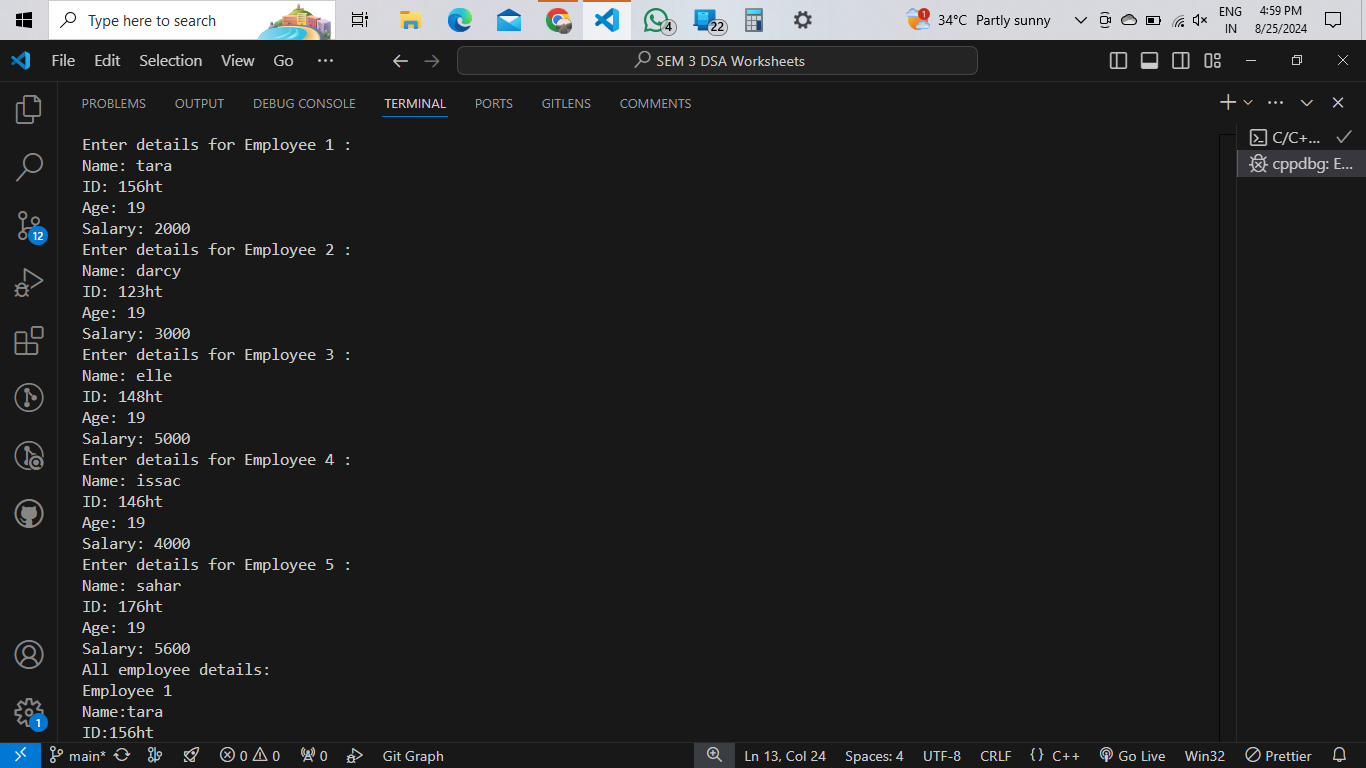 Type here to search
4
22
1
34°C Partly sunny
ENG
IN
4:59 PM
8/25/2024
File Edit Selection View Go ···
SEM 3 DSA Worksheets
PROBLEMS OUTPUT DEBUG CONSOLE TERMINAL PORTS GITLENS COMMENTS
C/C+...
cppdbg: E...
Enter details for Employee 1 :
Name: tara
ID: 156ht
Age: 19
Salary: 2000
Enter details for Employee 2 :
Name: darcy
ID: 123ht
Age: 19
Salary: 3000
Enter details for Employee 3 :
Name: elle
ID: 148ht
Age: 19
Salary: 5000
Enter details for Employee 4 :
Name: issac
ID: 146ht
Age: 19
Salary: 4000
Enter details for Employee 5 :
Name: sahar
ID: 176ht
Age: 19
Salary: 5600
All employee details:
Employee 1
Name:tara
ID:156ht
12
1
main* 0 0 0 Git Graph Ln 13, Col 24 Spaces: 4 UTF-8 CRLF {} C++ Go Live Win32 Prettier